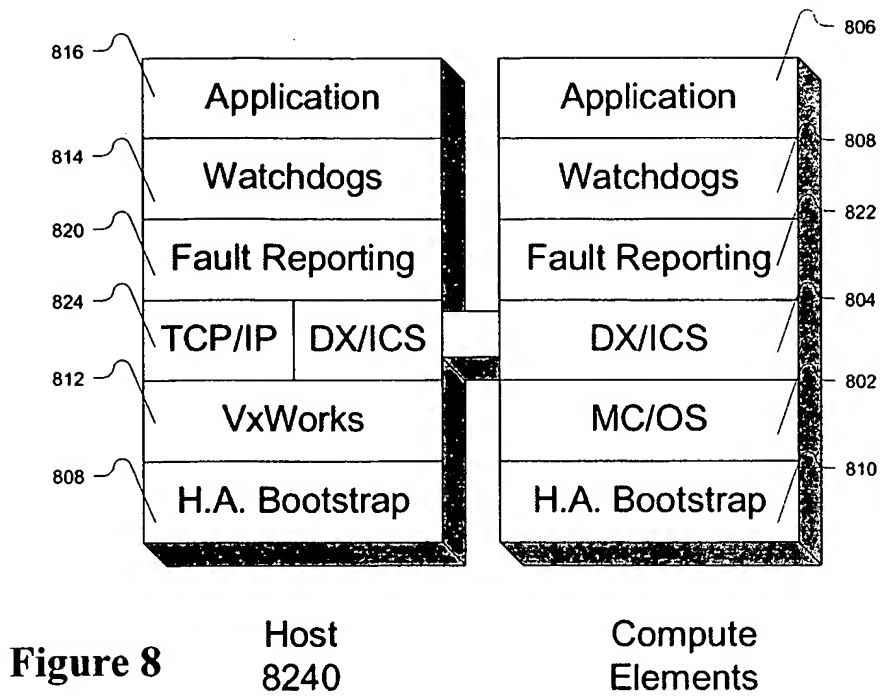 816
806
Application
Application
814
808
Watchdogs
Watchdogs
820
822
Fault Reporting
Fault Reporting
824
804
TCP/IP
DX/ICS
DX/ICS
812
802
VxWorks
MC/OS
808
810
H.A. Bootstrap
H.A. Bootstrap
Figure 8
Host
8240
Compute
Elements